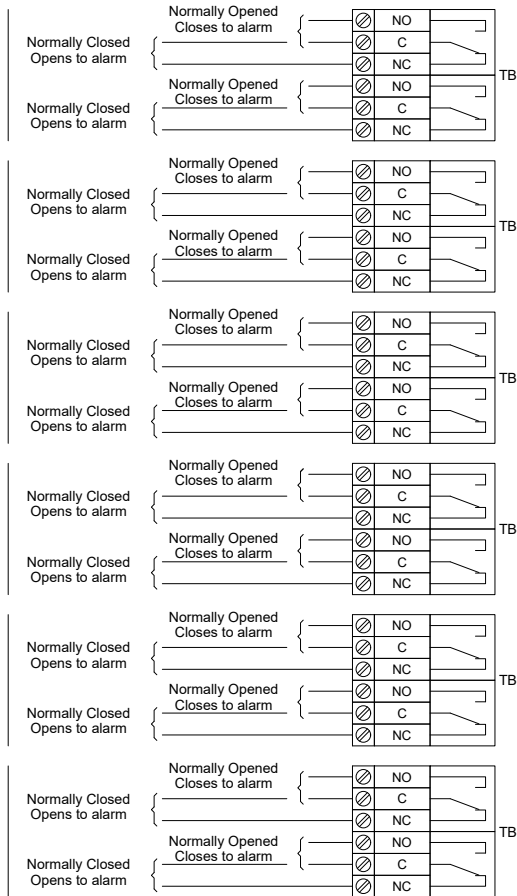 Normally Opened
Closes to alarm
NO
Normally Closed
Opens to alarm
C
NC
TB
Normally Opened
Closes to alarm
NO
Normally Closed
Opens to alarm
C
NC
Normally Opened
Closes to alarm
NO
Normally Closed
Opens to alarm
C
NC
TB
Normally Opened
Closes to alarm
NO
Normally Closed
Opens to alarm
C
NC
Normally Opened
Closes to alarm
NO
Normally Closed
Opens to alarm
C
NC
TB
Normally Opened
Closes to alarm
NO
Normally Closed
Opens to alarm
C
NC
Normally Opened
Closes to alarm
NO
Normally Closed
Opens to alarm
C
NC
TB
Normally Opened
Closes to alarm
NO
Normally Closed
Opens to alarm
C
NC
Normally Opened
Closes to alarm
NO
Normally Closed
Opens to alarm
C
NC
TB
Normally Opened
Closes to alarm
NO
Normally Closed
Opens to alarm
C
NC
Normally Opened
Closes to alarm
NO
Normally Closed
Opens to alarm
C
NC
TB
Normally Opened
Closes to alarm
NO
Normally Closed
Opens to alarm
C
NC